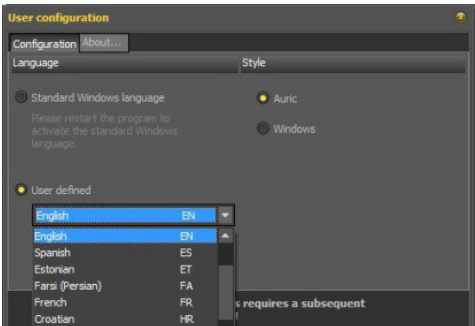 User configuration
Configuration About...
Language Style
Standard Windows language
Please restart the program to
activate the standard Windows
language.
Auric
Windows
User defined
English EN
English EN
Spanish ES
Estonian ET
Farsi (Persian) FA
French FR
Croatian HR
s requires a subsequent